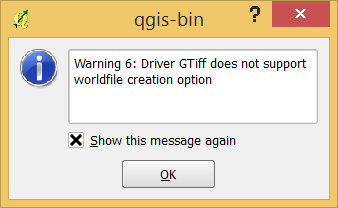 qgis-bin
?
Warning 6: Driver GTiff does not support
worldfile creation option
Show this message again
OK